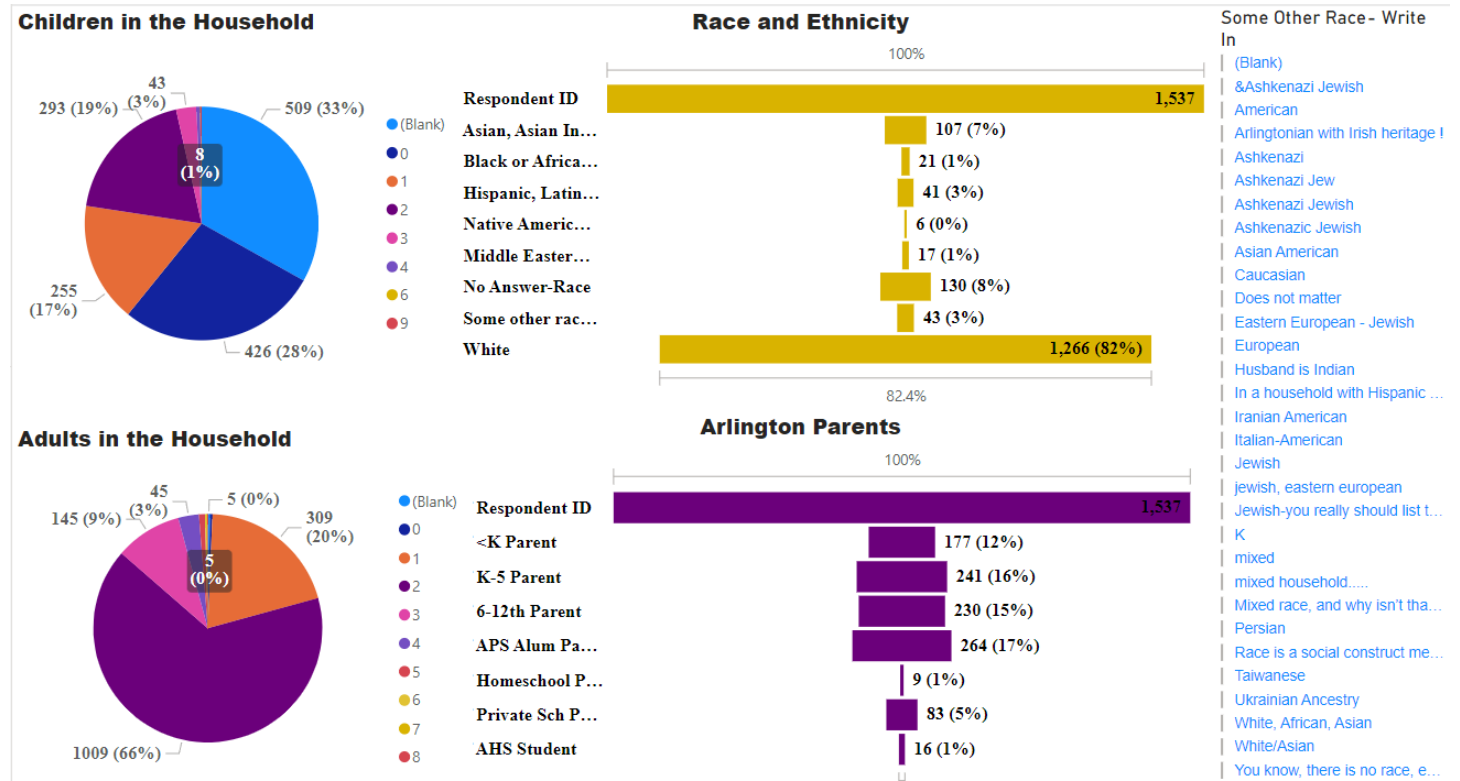 Children in the Household
43
(3%)
293 (19%)
509 (33%)
8
(1%)
255
(17%)
426 (28%)
(Blank)
0
1
2
3
4
6
9
Race and Ethnicity
100%
Respondent ID 1,537
Asian, Asian In... 107 (7%)
Black or Africa... 21 (1%)
Hispanic, Latin... 41 (3%)
Native Americ... 6 (0%)
Middle Easter... 17 (1%)
No Answer-Race 130 (8%)
Some other rac... 43 (3%)
White 1,266 (82%)
82.4%
Adults in the Household
45
(3%)
5 (0%)
145 (9%)
309
(20%)
5
(0%)
1009 (66%)
(Blank)
0
1
2
3
4
5
6
7
8
Arlington Parents
100%
Respondent ID 1,537
<K Parent 177 (12%)
K-5 Parent 241 (16%)
6-12th Parent 230 (15%)
APS Alum Pa... 264 (17%)
Homeschool P... 9 (1%)
Private Sch P... 83 (5%)
AHS Student 16 (1%)
Some Other Race- Write
In
(Blank)
&Ashkenazi Jewish
American
Arlingtonian with Irish heritage !
Ashkenazi
Ashkenazi Jew
Ashkenazi Jewish
Ashkenazic Jewish
Asian American
Caucasian
Does not matter
Eastern European - Jewish
European
Husband is Indian
In a household with Hispanic ...
Iranian American
Italian-American
Jewish
jewish, eastern european
Jewish-you really should list t...
K
mixed
mixed household.....
Mixed race, and why isn't tha...
Persian
Race is a social construct me...
Taiwanese
Ukrainian Ancestry
White, African, Asian
White/Asian
You know, there is no race, e...